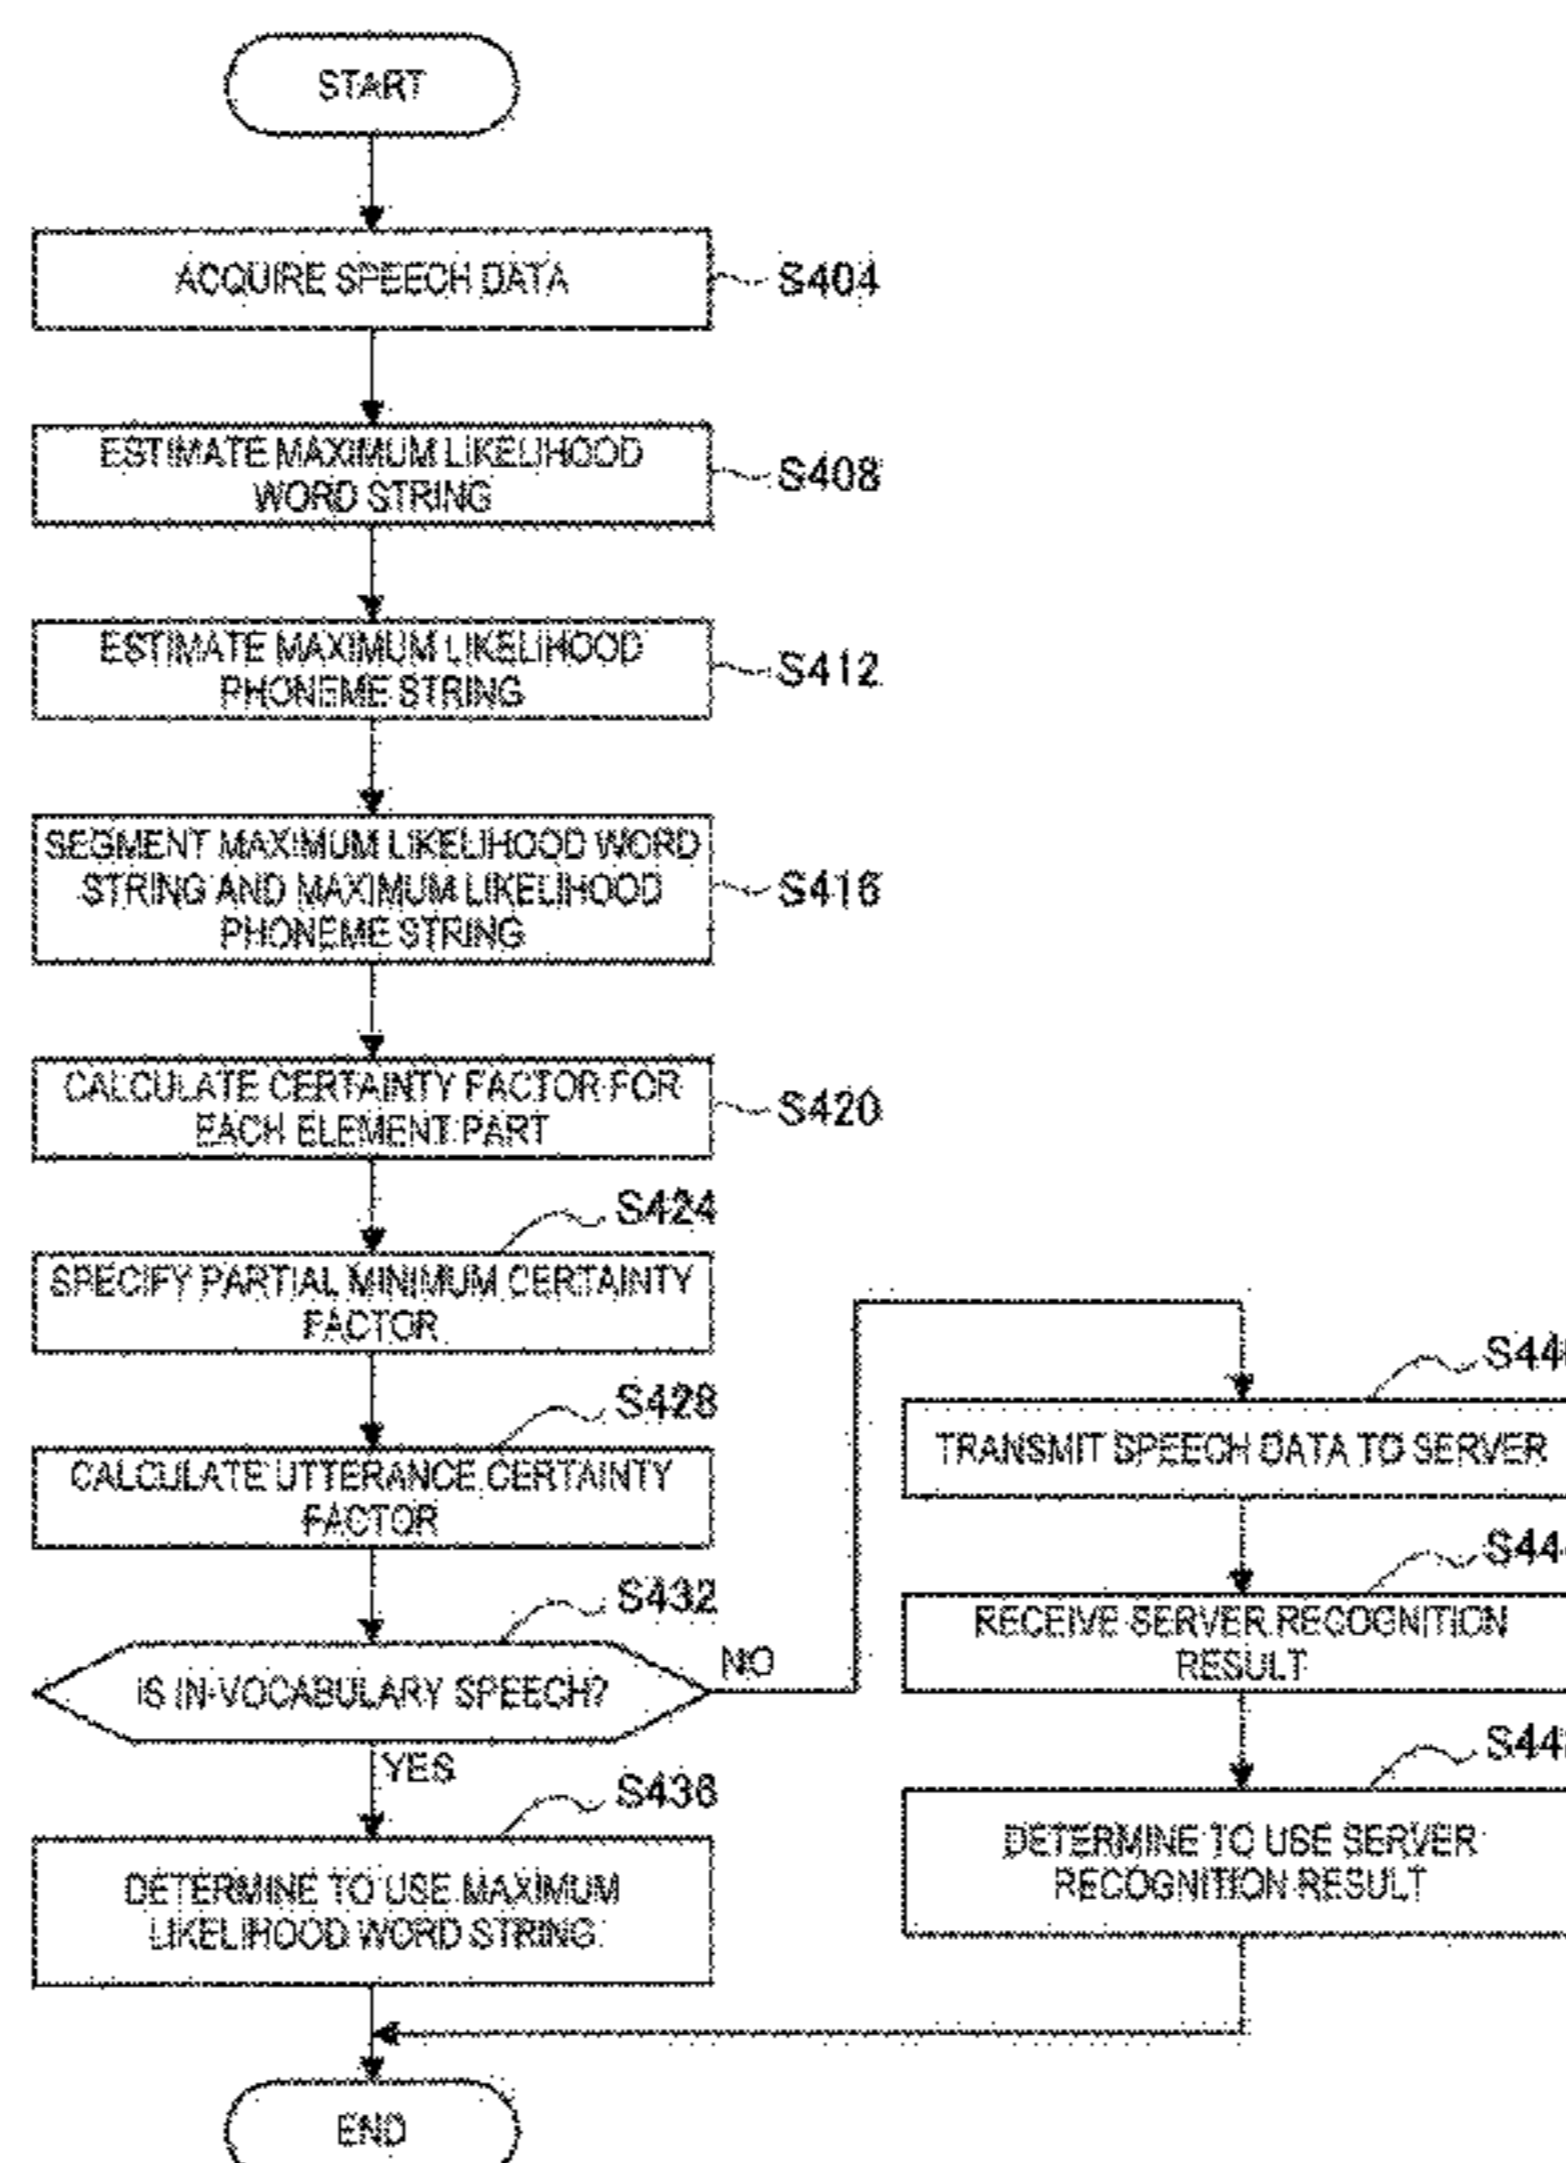 START
ACQUIRE SPEECH DATA
S404
ESTIMATE MAXIMUM LIKELIHOOD
WORD STRING
S408
ESTIMATE MAXIMUM LIKELIHOOD
PHONEME STRING
S412
SEGMENT MAXIMUM LIKELIHOOD WORD
STRING AND MAXIMUM LIKELIHOOD
PHONEME STRING
S416
CALCULATE CERTAINTY FACTOR FOR
EACH ELEMENT PART
S420
S424
SPECIFY PARTIAL MINIMUM CERTAINTY
FACTOR
S428
CALCULATE UTTERANCE CERTAINTY
FACTOR
S432
IS IN-VOCABULARY SPEECH?
NO
YES
S436
DETERMINE TO USE MAXIMUM
LIKELIHOOD WORD STRING
TRANSMIT SPEECH DATA TO SERVER
RECEIVE SERVER RECOGNITION
RESULT
DETERMINE TO USE SERVER
RECOGNITION RESULT
END